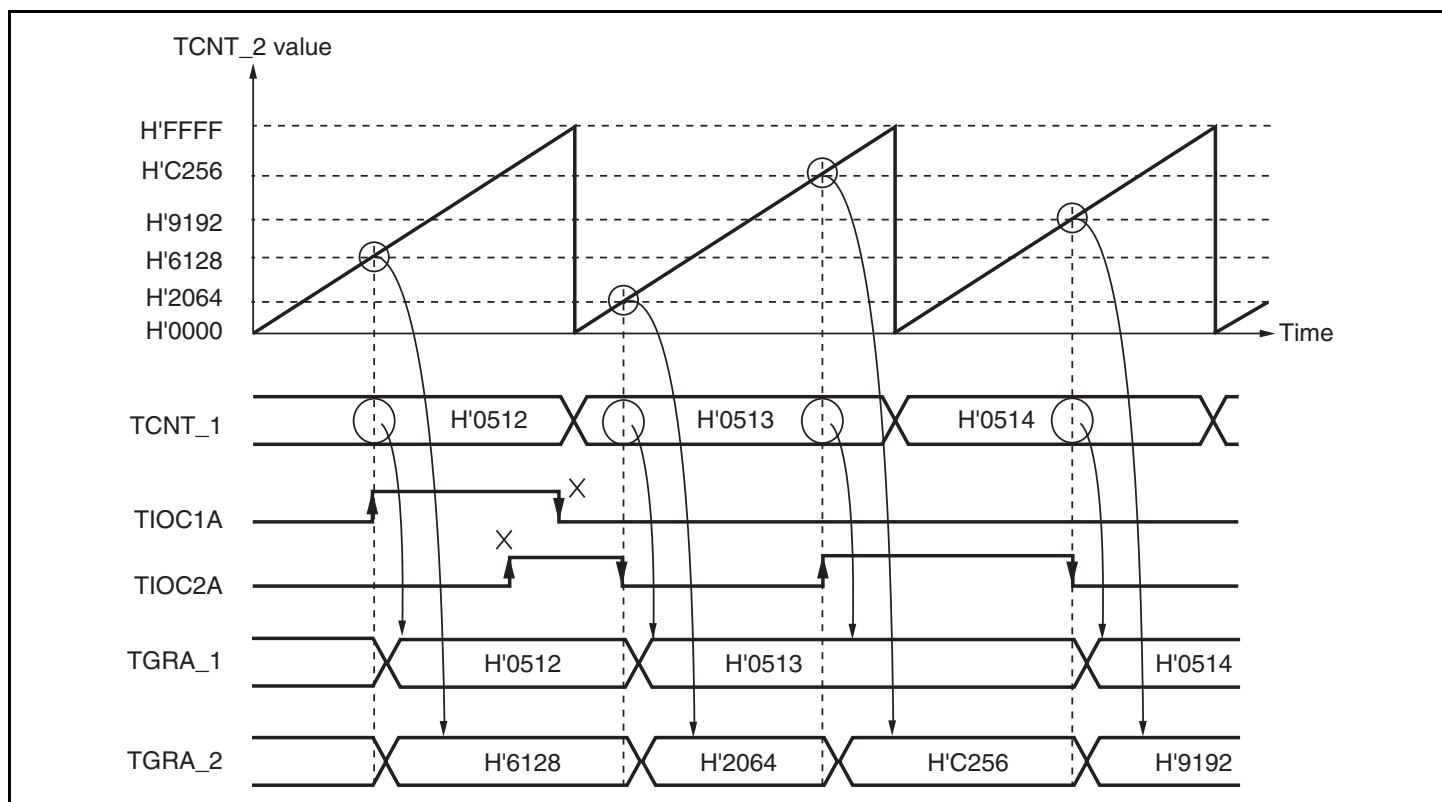 TCNT_2 value
H'FFFF
H'C256
H'9192
H'6128
H'2064
H'0000
Time
TCNT_1 H'0512 H'0513 H'0514
TIOC1A
TIOC2A
TGRA_1 H'0512 H'0513 H'0514
TGRA_2 H'6128 H'2064 H'C256 H'9192